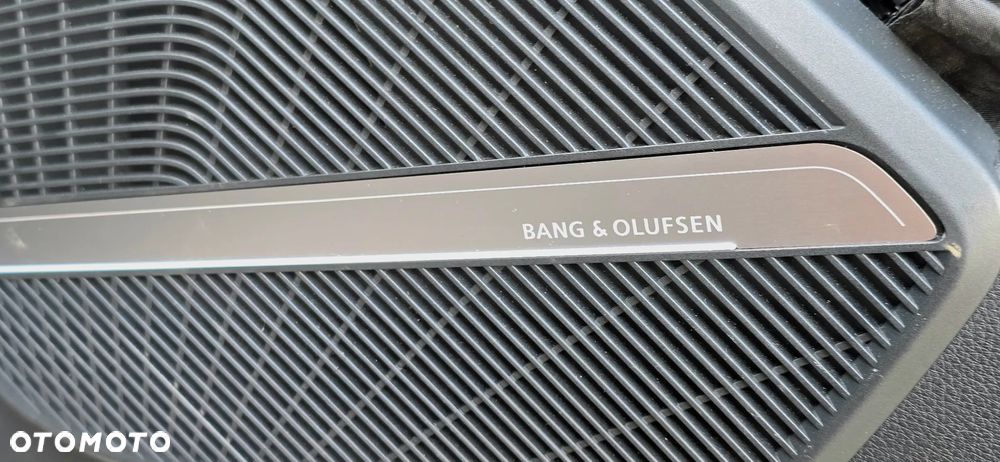 BANG & OLUFSEN
OTOMOTO